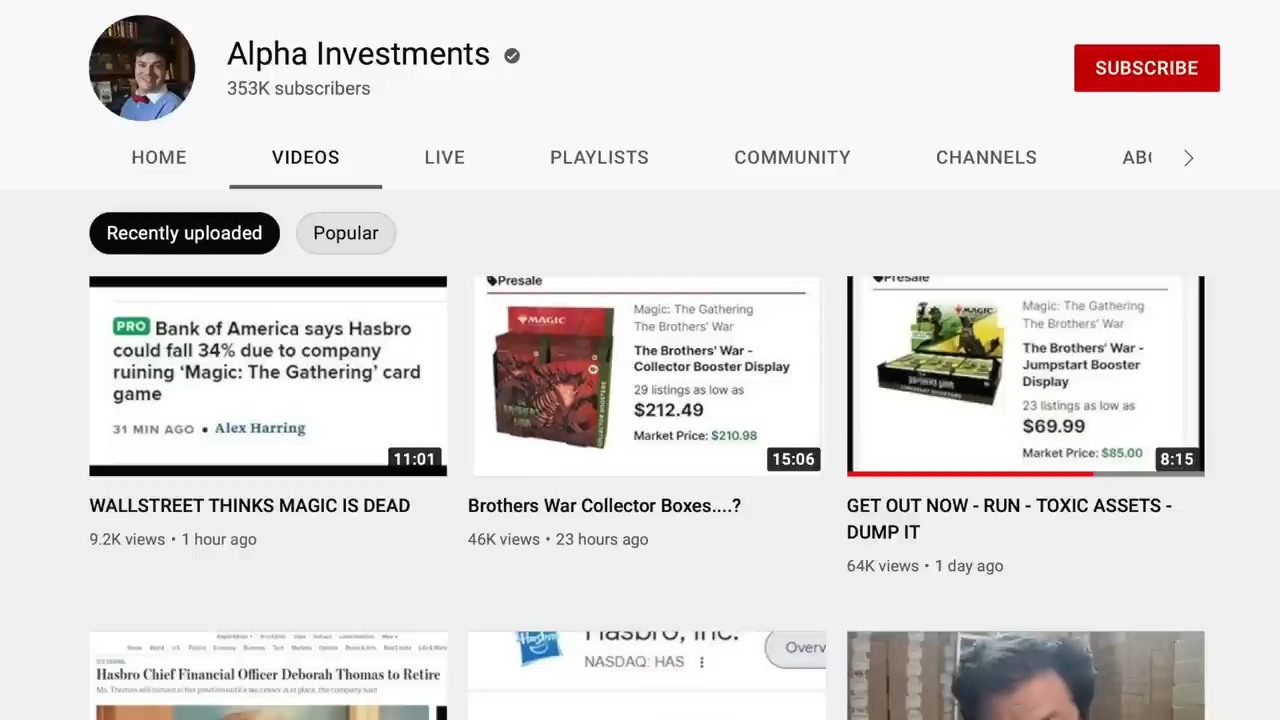 Alpha Investments
353K subscribers
SUBSCRIBE
HOME VIDEOS LIVE PLAYLISTS COMMUNITY CHANNELS
Recently uploaded Popular
PRO Bank of America says Hasbro
could fall 34% due to company
ruining ‘Magic: The Gathering’ card
game
31 MIN AGO • Alex Harring
11:01
WALLSTREET THINKS MAGIC IS DEAD
9.2K views • 1 hour ago
Presale
MAGIC
Magic: The Gathering
The Brothers' War
The Brothers' War -
Collector Booster Display
29 listings as low as
$212.49
Market Price: $210.98
15:06
Brothers War Collector Boxes....?
46K views • 23 hours ago
Presale
Magic: The Gathering
The Brothers' War
The Brothers' War -
Jumpstart Booster
Display
23 listings as low as
$69.99
Market Price: $85.00
8:15
GET OUT NOW - RUN - TOXIC ASSETS -
DUMP IT
64K views • 1 day ago
Hasbro Chief Financial Officer Deborah Thomas to Retire
Hasbro
Hasbro, Inc.
NASDAQ: HAS